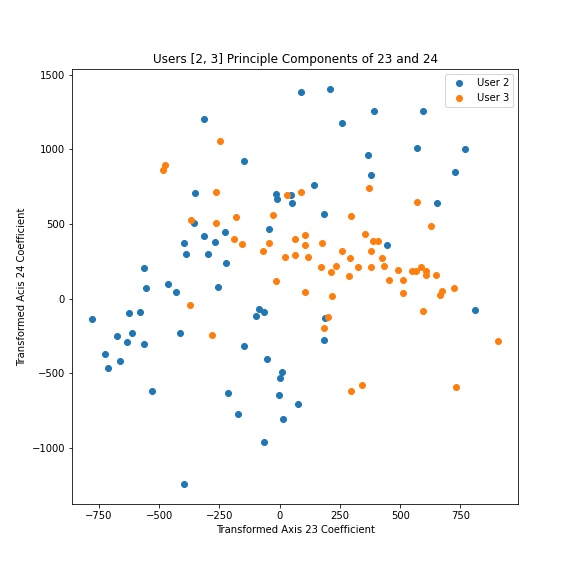 Users [2, 3] Principle Components of 23 and 24
User 2
User 3
Transformed Acis 24 Coefficient
1500
1000
500
0
−500
−1000
−750
−500
−250
0
250
500
750
Transformed Axis 23 Coefficient